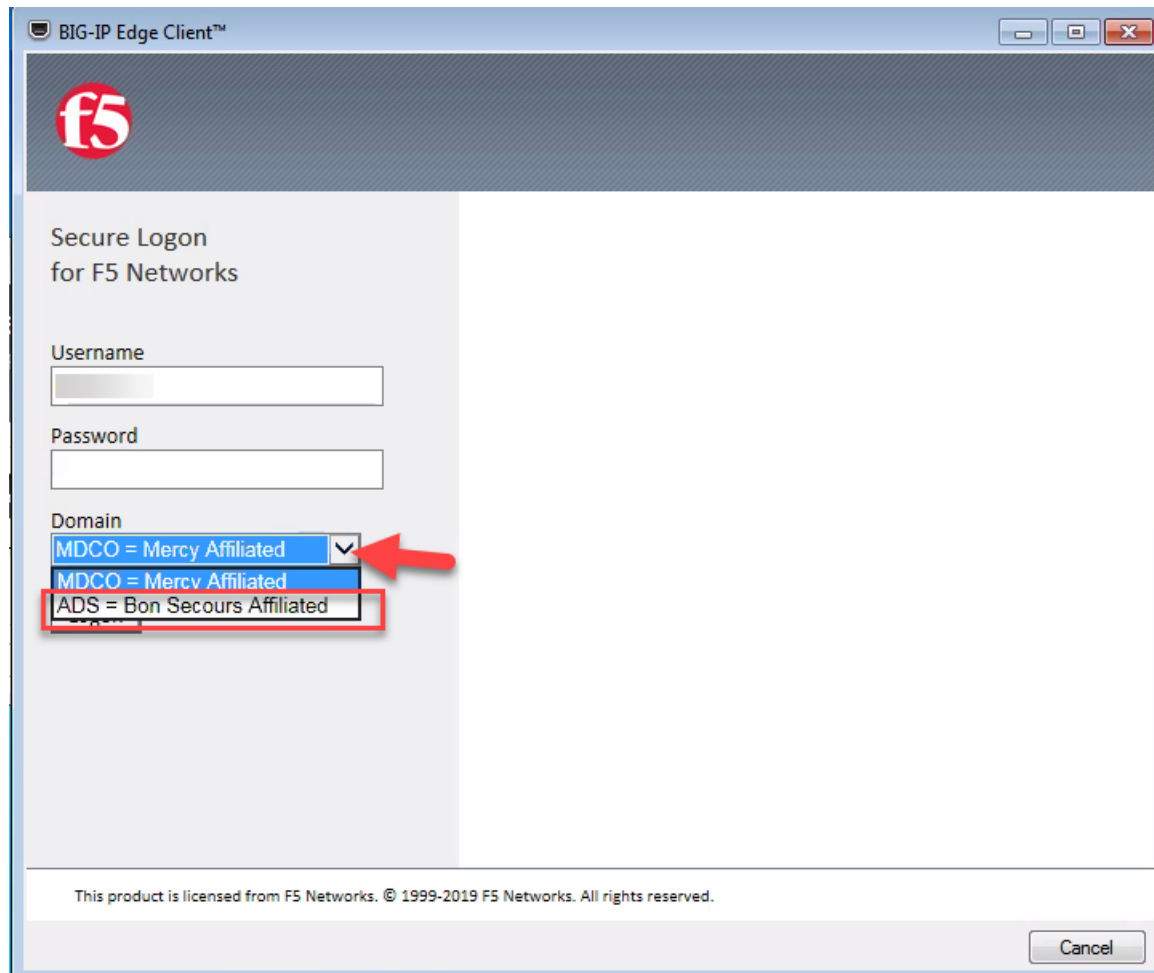 BIG-IP Edge Client™
f5
Secure Logon
for F5 Networks
Username
Password
Domain
MDCO = Mercy Affiliated
MDCO = Mercy Affiliated
ADS = Bon Secours Affiliated
Logon
This product is licensed from F5 Networks. © 1999-2019 F5 Networks. All rights reserved.
Cancel